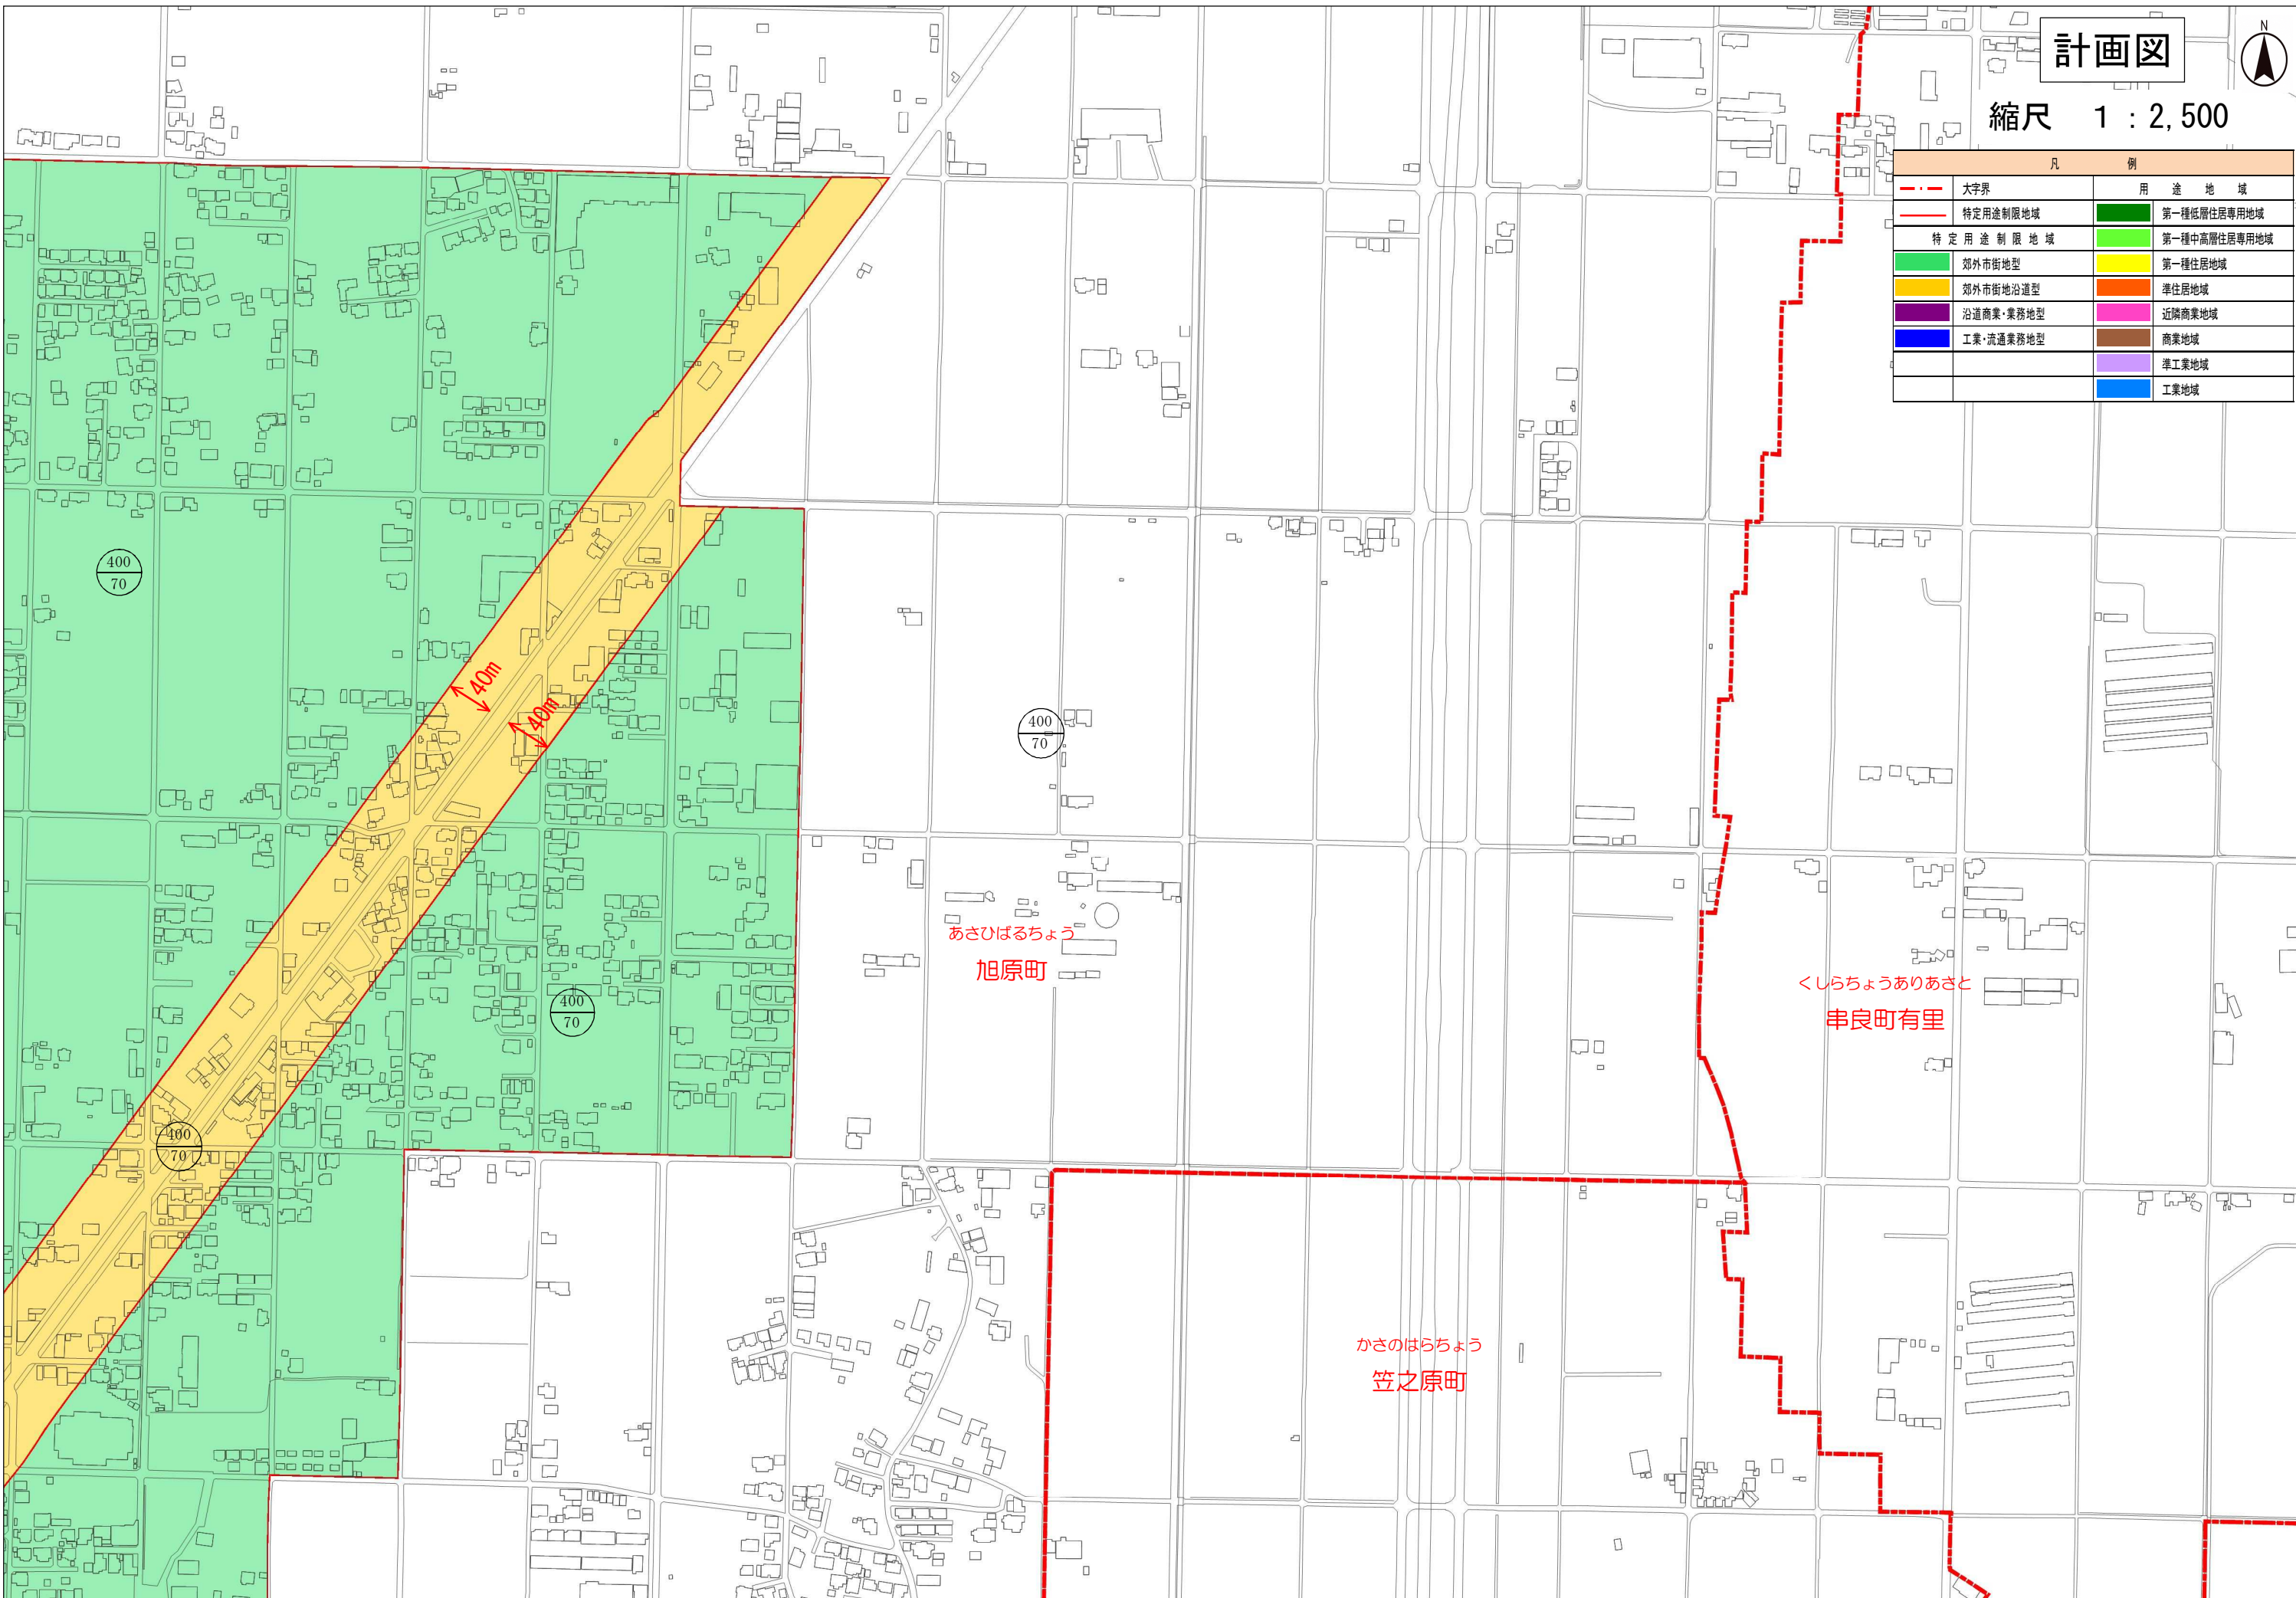 計画図
N
縮尺 1:2,500
凡 例
大字界
用 途 地 域
特定用途制限地域
第一種低層住居専用地域
特 定 用 途 制 限 地 域
第一種中高層住居専用地域
郊外市街地型
第一種住居地域
郊外市街地沿道型
準住居地域
沿道商業・業務地型
近隣商業地域
工業・流通業務地型
商業地域
準工業地域
工業地域
400
70
40m
40m
400
70
あさひばるちょう
旭原町
400
70
くしらちょうありあさと
串良町有里
400
70
かさのはらちょう
笠之原町